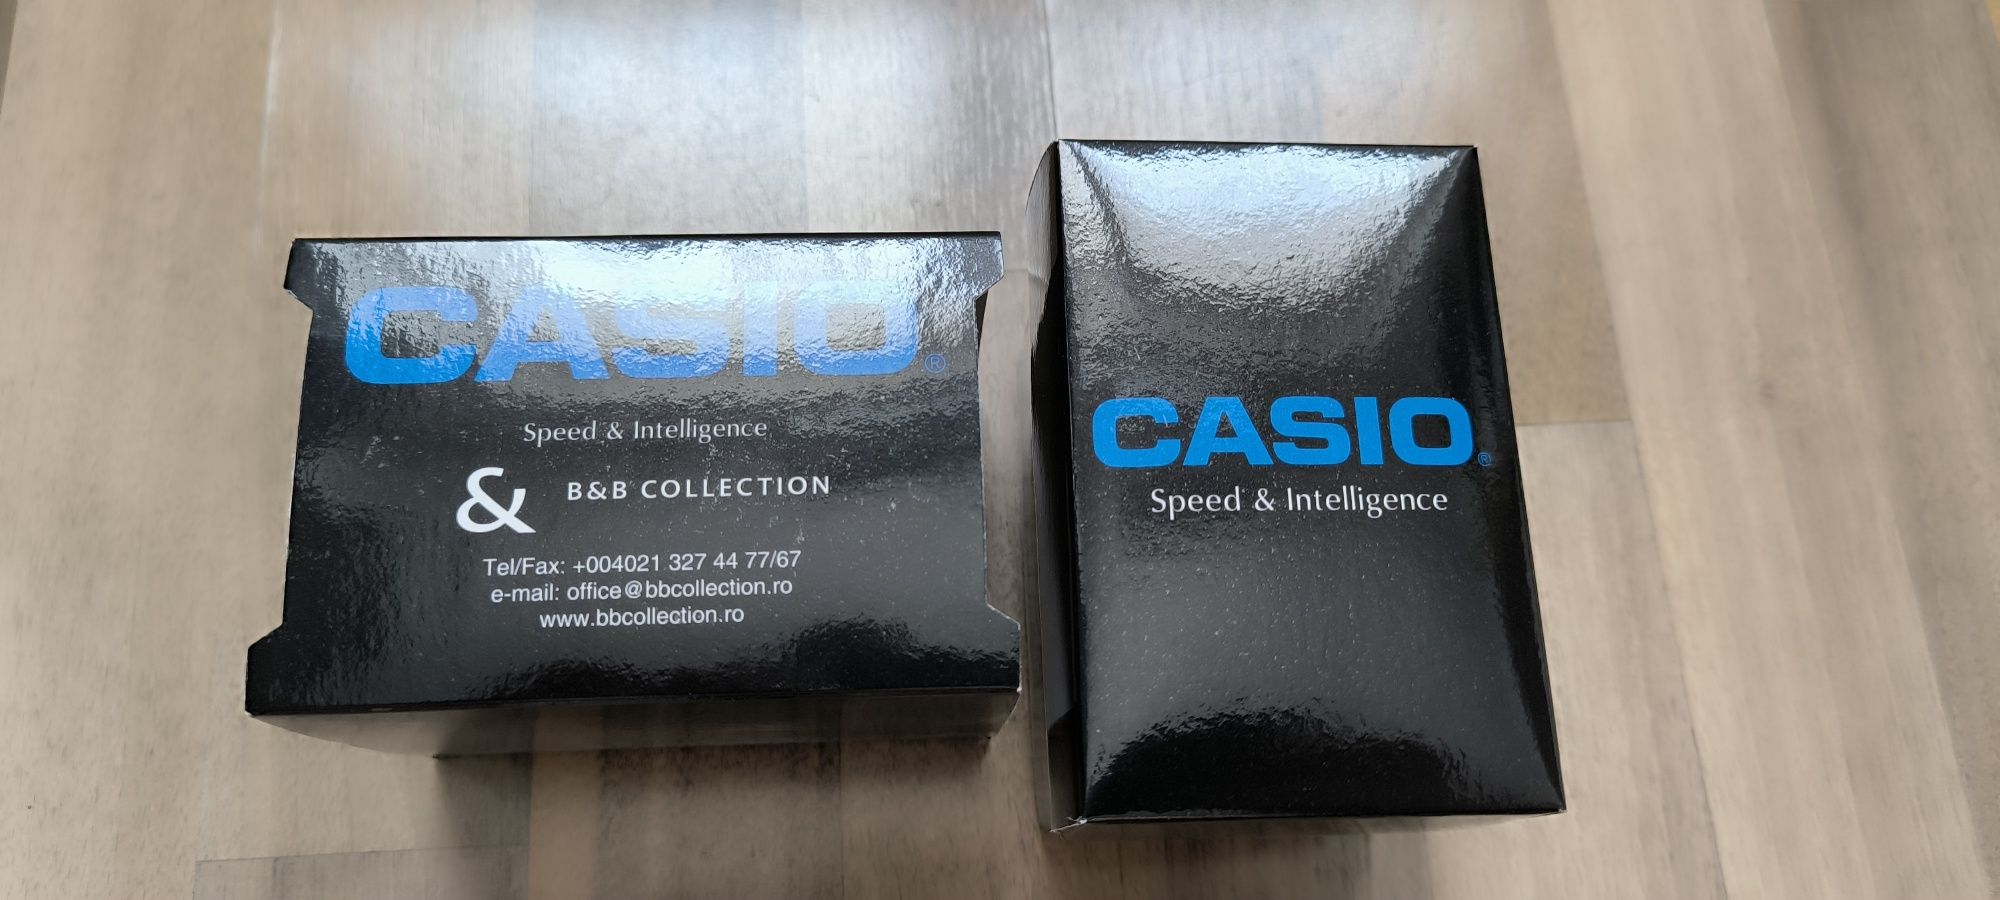 CASIO®
Speed & Intelligence
& B&B COLLECTION
Tel/Fax: +004021 327 44 77/67
e-mail: office@bbcollection.ro
www.bbcollection.ro
CASIO®
Speed & Intelligence